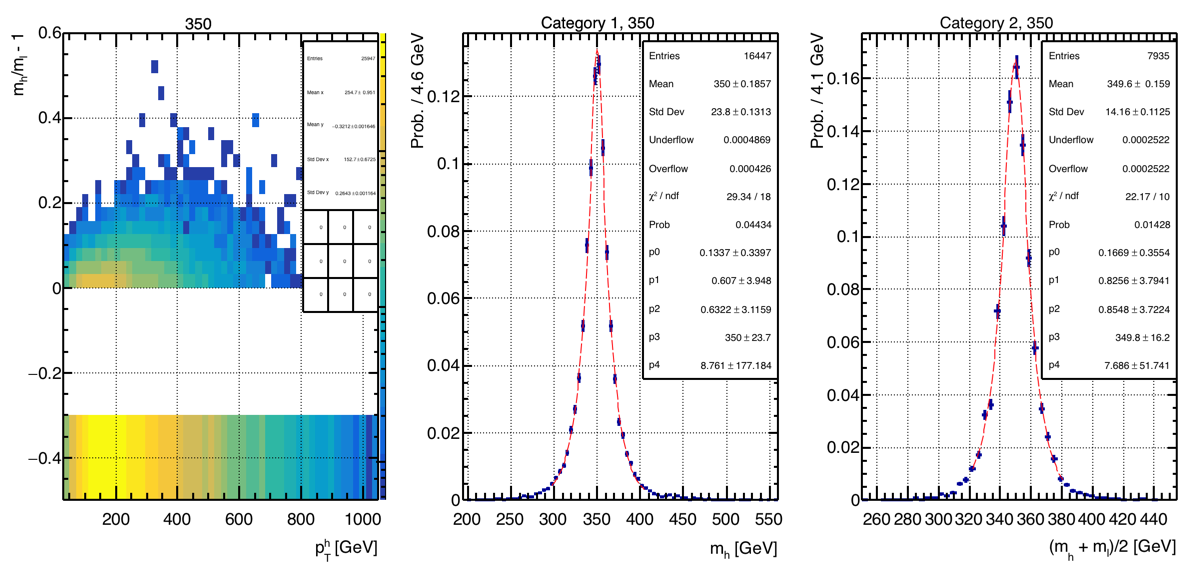 350
m_h/m_l - 1
0.6
0.4
0.2
0
−0.2
−0.4
200 400 600 800 1000
p_T^h [GeV]
Entries 25947
Mean x 254.7 ± 0.951
Mean y −0.3212 ± 0.001646
Std Dev x 152.7 ± 0.6725
Std Dev y 0.2643 ± 0.001164
0 0 0
0 0 0
0 0 0
Category 1, 350
Prob. / 4.6 GeV
0.12
0.1
0.08
0.06
0.04
0.02
0
200 250 300 350 400 450 500 550
m_h [GeV]
Entries 16447
Mean 350 ± 0.1857
Std Dev 23.8 ± 0.1313
Underflow 0.0004869
Overflow 0.000426
χ² / ndf 29.34 / 18
Prob 0.04434
p0 0.1337 ± 0.3397
p1 0.607 ± 3.948
p2 0.6322 ± 3.1159
p3 350 ± 23.7
p4 8.761 ± 177.184
Category 2, 350
Prob. / 4.1 GeV
0.16
0.14
0.12
0.1
0.08
0.06
0.04
0.02
0
260 280 300 320 340 360 380 400 420 440
(m_h + m_l)/2 [GeV]
Entries 7935
Mean 349.6 ± 0.159
Std Dev 14.16 ± 0.1125
Underflow 0.0002522
Overflow 0.0002522
χ² / ndf 22.17 / 10
Prob 0.01428
p0 0.1669 ± 0.3554
p1 0.8256 ± 3.7941
p2 0.8548 ± 3.7224
p3 349.8 ± 16.2
p4 7.686 ± 51.741